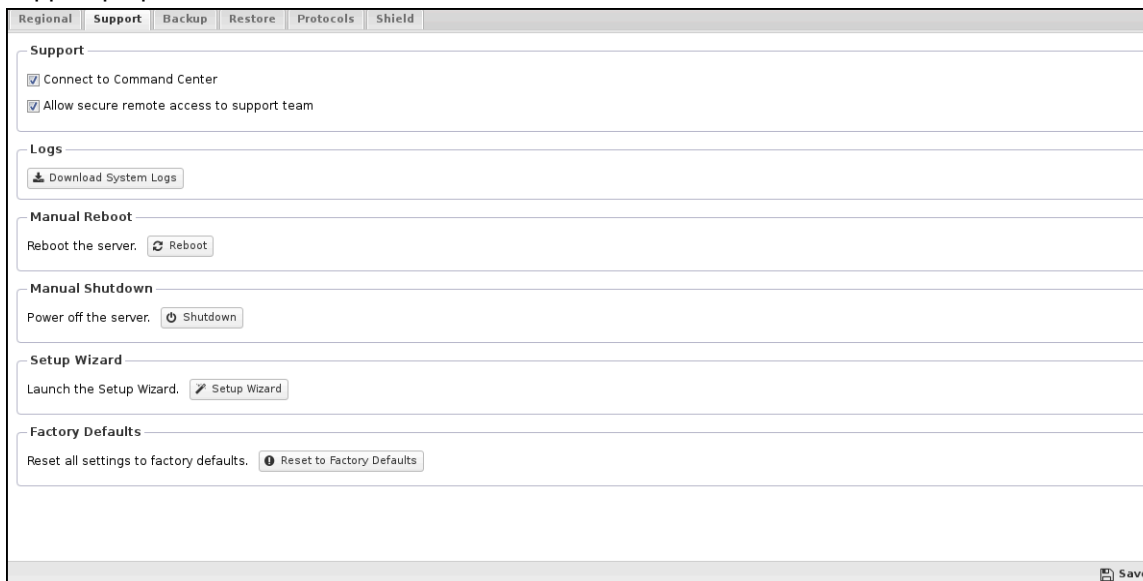 Regional Support Backup Restore Protocols Shield
Support
Connect to Command Center
Allow secure remote access to support team
Logs
Download System Logs
Manual Reboot
Reboot the server. Reboot
Manual Shutdown
Power off the server. Shutdown
Setup Wizard
Launch the Setup Wizard. Setup Wizard
Factory Defaults
Reset all settings to factory defaults. Reset to Factory Defaults
Save